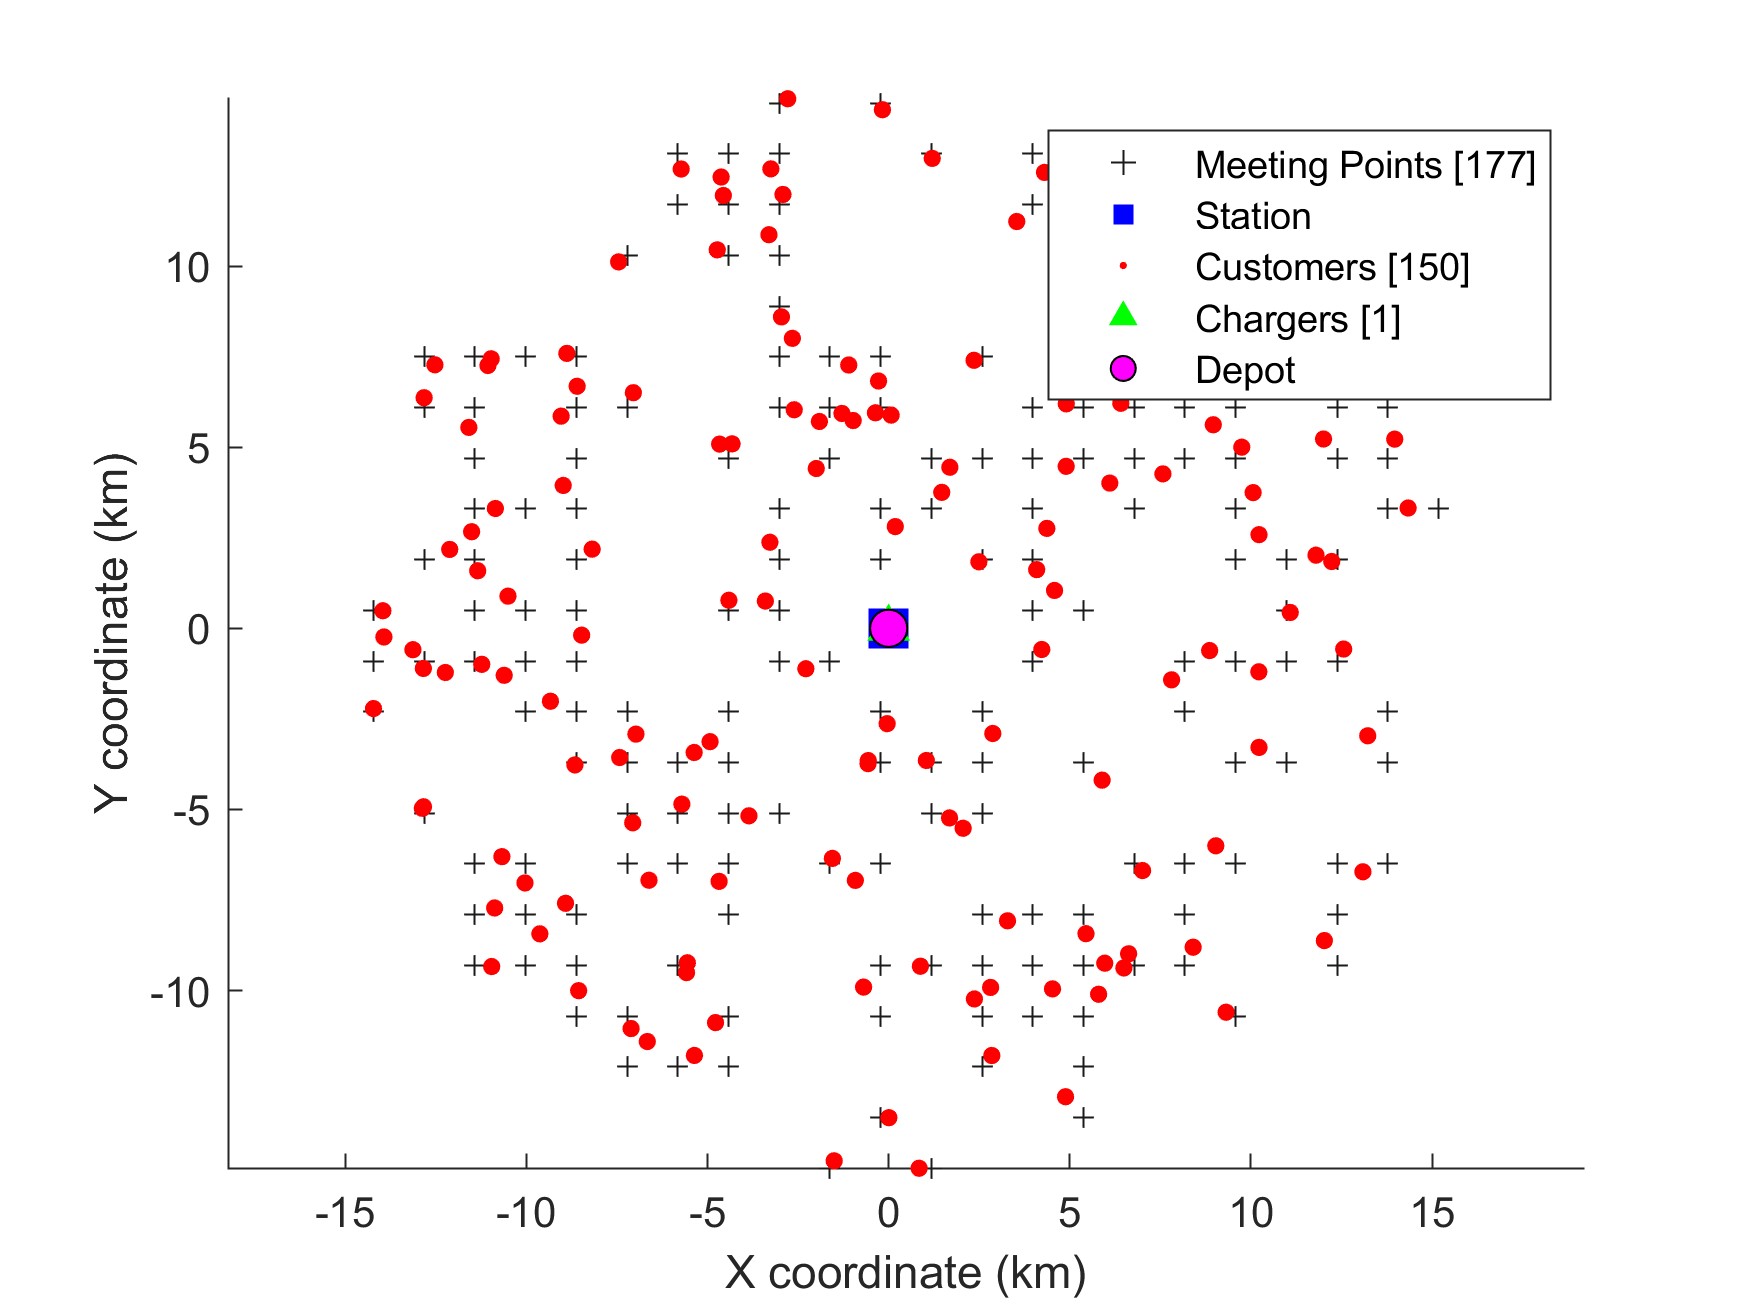 Meeting Points [177]
Station
Customers [150]
Chargers [1]
Depot
10
5
0
-5
-10
Y coordinate (km)
-15 -10 -5 0 5 10 15
X coordinate (km)